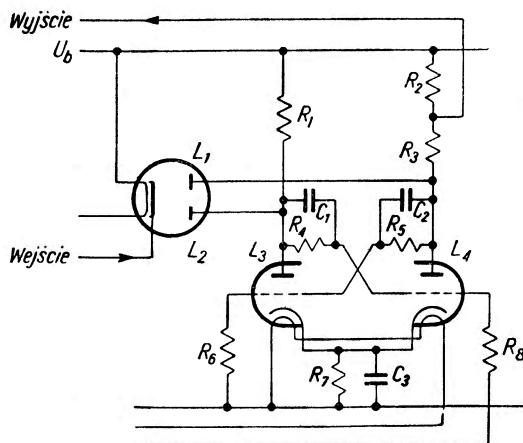 Wyjście
U_b
R_2
R_1
R_3
L_1
C_1
C_2
L_2
R_4
R_5
Wejście
L_3
L_4
R_6
R_7
C_3
R_8